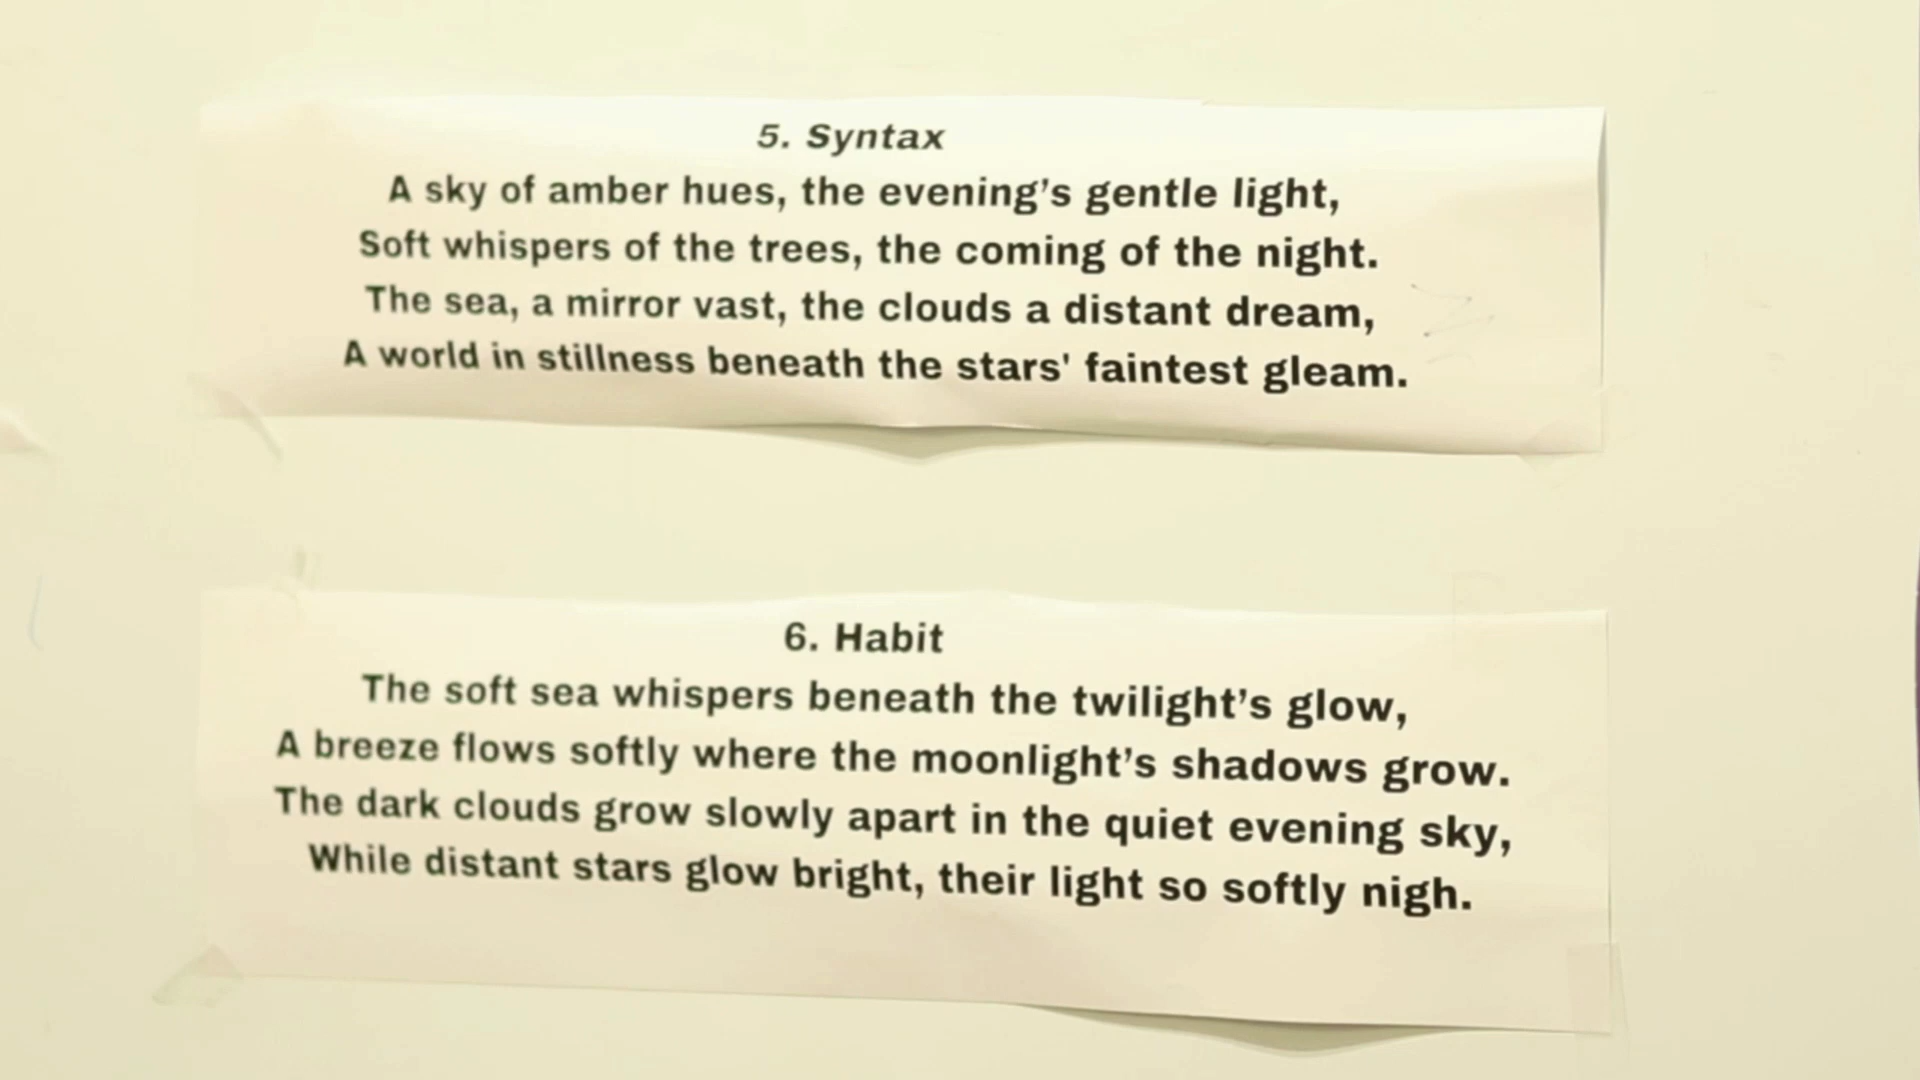 5. Syntax
A sky of amber hues, the evening’s gentle light,
Soft whispers of the trees, the coming of the night.
The sea, a mirror vast, the clouds a distant dream,
A world in stillness beneath the stars' faintest gleam.
6. Habit
The soft sea whispers beneath the twilight’s glow,
A breeze flows softly where the moonlight’s shadows grow.
The dark clouds grow slowly apart in the quiet evening sky,
While distant stars glow bright, their light so softly nigh.